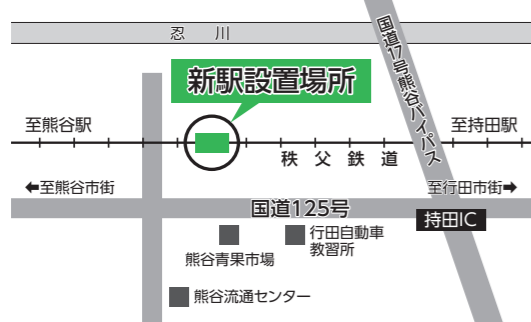 忍川
国道17号熊谷バイパス
新駅設置場所
至熊谷駅
至持田駅
秩父鉄道
←至熊谷市街
至行田市街→
国道125号
持田IC
熊谷青果市場
行田自動車
教習所
熊谷流通センター